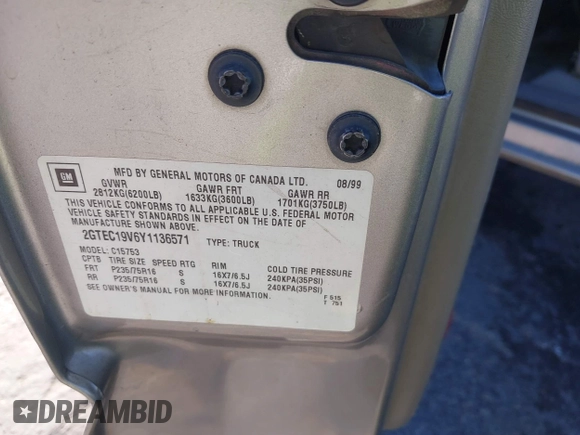 GM
MFD BY GENERAL MOTORS OF CANADA LTD. 08/99
GVWR GAWR FRT GAWR RR
2812KG(6200LB) 1633KG(3600LB) 1701KG(3750LB)
THIS VEHICLE CONFORMS TO ALL APPLICABLE U.S. FEDERAL MOTOR
VEHICLE SAFETY STANDARDS IN EFFECT ON THE DATE OF
MANUFACTURE SHOWN ABOVE.
2GTEC19V6Y1136571 TYPE: TRUCK
MODEL: C15753
CPTB TIRE SIZE SPEED RTG RIM COLD TIRE PRESSURE
FRT P235/75R16 S 16X7/6.5J 240KPA(35PSI)
RR P235/75R16 S 16X7/6.5J 240KPA(35PSI)
SEE OWNER'S MANUAL FOR MORE INFORMATION.
F 515
T 751
DREAMBID